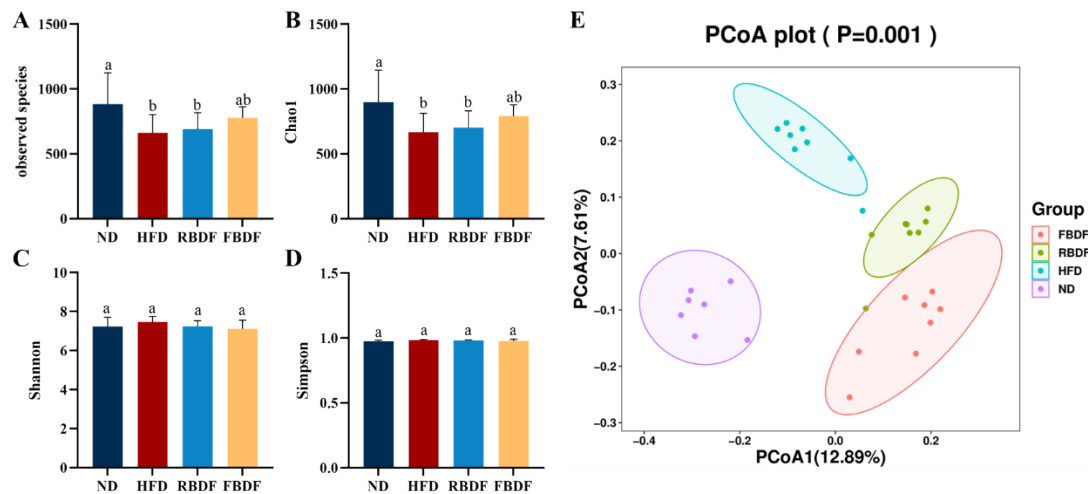 A
1500
1000
500
0
observed species
a
b
b
ab
ND HFD RBDF FBDF
B
1500
1000
500
0
Chao1
a
b
b
ab
ND HFD RBDF FBDF
C
10
8
6
4
2
0
Shannon
a
a
a
a
ND HFD RBDF FBDF
D
1.5
1.0
0.5
0.0
Simpson
a
a
a
a
ND HFD RBDF FBDF
E
PCoA plot ( P=0.001 )
0.3
0.2
0.1
0.0
−0.1
−0.2
−0.3
PCoA2(7.61%)
−0.4 −0.2 0.0 0.2
PCoA1(12.89%)
Group
FBDF
RBDF
HFD
ND